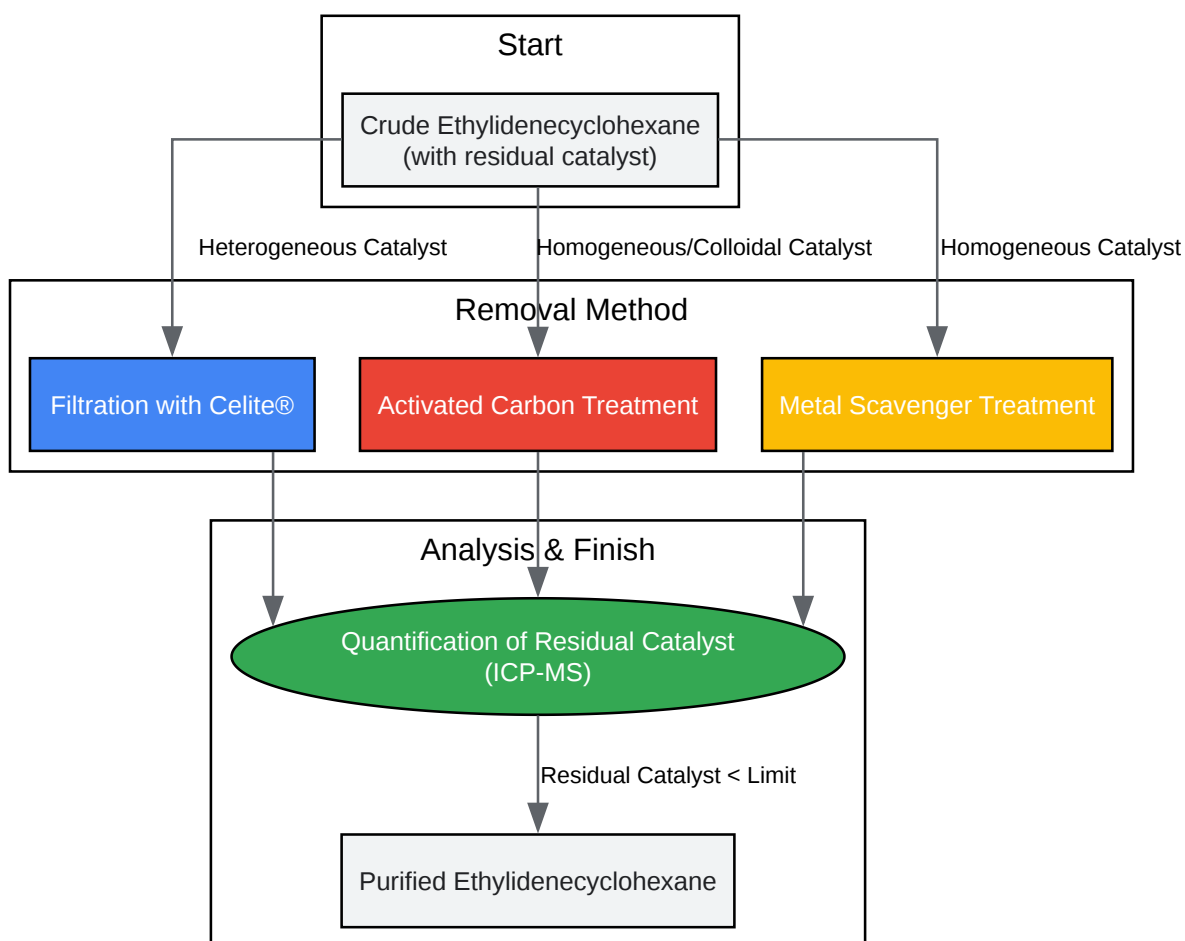 Start
Crude Ethylidenecyclohexane
(with residual catalyst)
Heterogeneous Catalyst
Homogeneous/Colloidal Catalyst
Homogeneous Catalyst
Removal Method
Filtration with Celite®
Activated Carbon Treatment
Metal Scavenger Treatment
Analysis & Finish
Quantification of Residual Catalyst
(ICP-MS)
Residual Catalyst < Limit
Purified Ethylidenecyclohexane